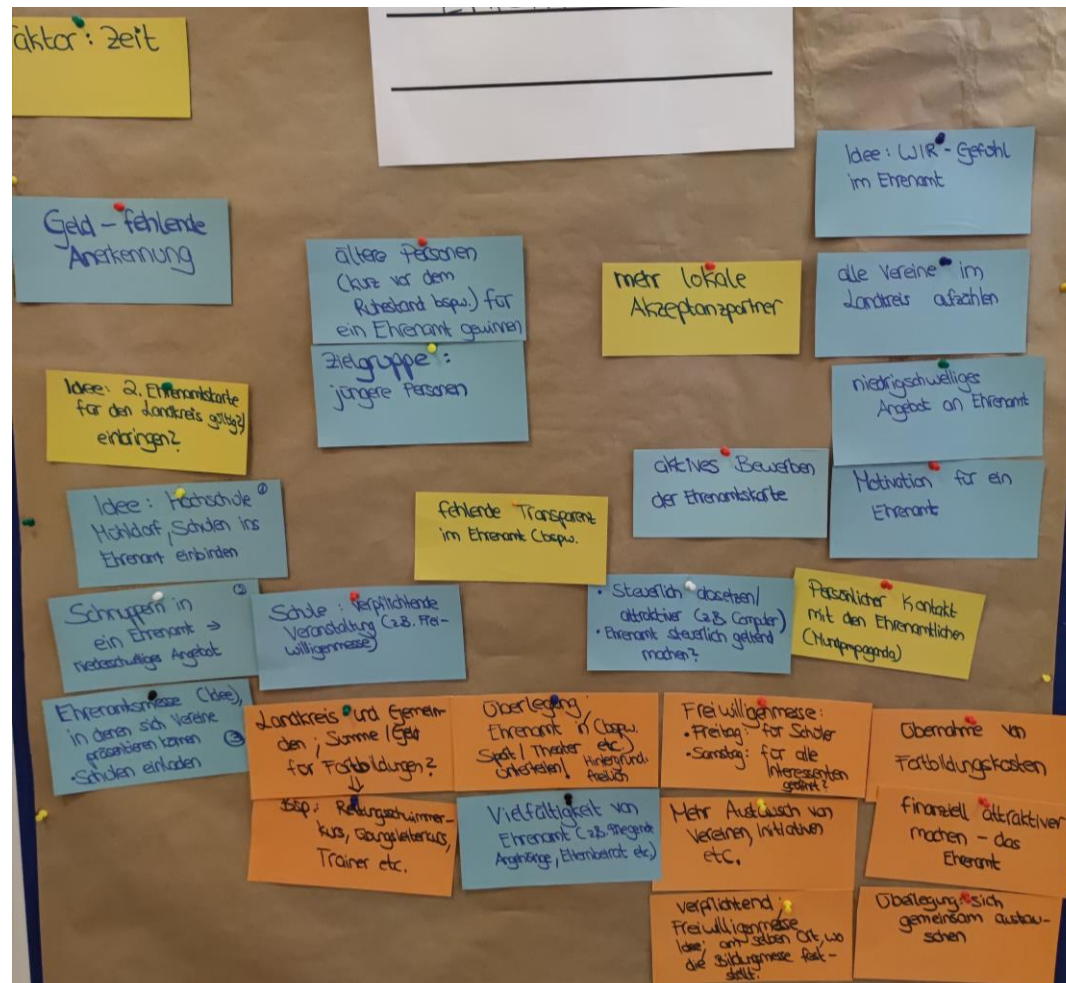 aktor: Zeit
Geld – fehlende
Anerkennung
ältere Personen
(kurz vor dem
Ruhestand bspw.) für
ein Ehrenamt gewinnen
Zielgruppe:
jüngere Personen
mehr lokale
Akzeptanzpartner
Idee: WIR-Gefühl
im Ehrenamt
alle Vereine im
Landkreis aufzählen
niedrigschwelliges
Angebot an Ehrenamt
Motivation für ein
Ehrenamt
Idee: 2. Ehrenamtskarte
für den Landkreis gültig?
einbringen?
aktives Bewerben
der Ehrenamtskarte
Idee: Hochschule ①
Mühldorf, Schulen ins
Ehrenamt einbinden
fehlende Transparent
im Ehrenamt (bspw.
Schnuppern in ②
ein Ehrenamt →
Angebot
Schule: Verpflichtende
Veranstaltung (z.B. Frei-
willigenmesse)
• Steuerlich absetzen/
attraktiver (z.B. Computer)
• Ehrenamt steuerlich geltend
machen?
Persönlicher Kontakt
mit den Ehrenamtlichen
(Mundpropaganda)
Ehrenamtsmesse (Idee),
in deren sich Vereine
präsentieren können ③
• Schulen einladen
Landkreis und Gemein-
den; Summe/Geld
für Fortbildungen?
↓
Bsp.: Rettungsschwimmer-
kurs, Übungsleiterkurs,
Trainer etc.
Überlegung:
Ehrenamt in (bspw.
Sport/Theater etc.)
unterteilen/
Vielfältigkeit von
Ehrenamt (z.B. Pflegende
Angehörige, Elternbeirat etc)
Freiwilligenmesse:
• Freitag: für Schüler
• Samstag: für alle
Interessenten
geöffnet?
Mehr Austausch von
Vereinen, Initiativen
etc.
verpflichtend:
Freiwilligenmesse
Idee: am selben Ort, wo
die Bildungsmesse
Übernahme von
Fortbildungskosten
finanziell attraktiver
machen – das
Ehrenamt
Überlegung: sich
gemeinsam austau-
schen